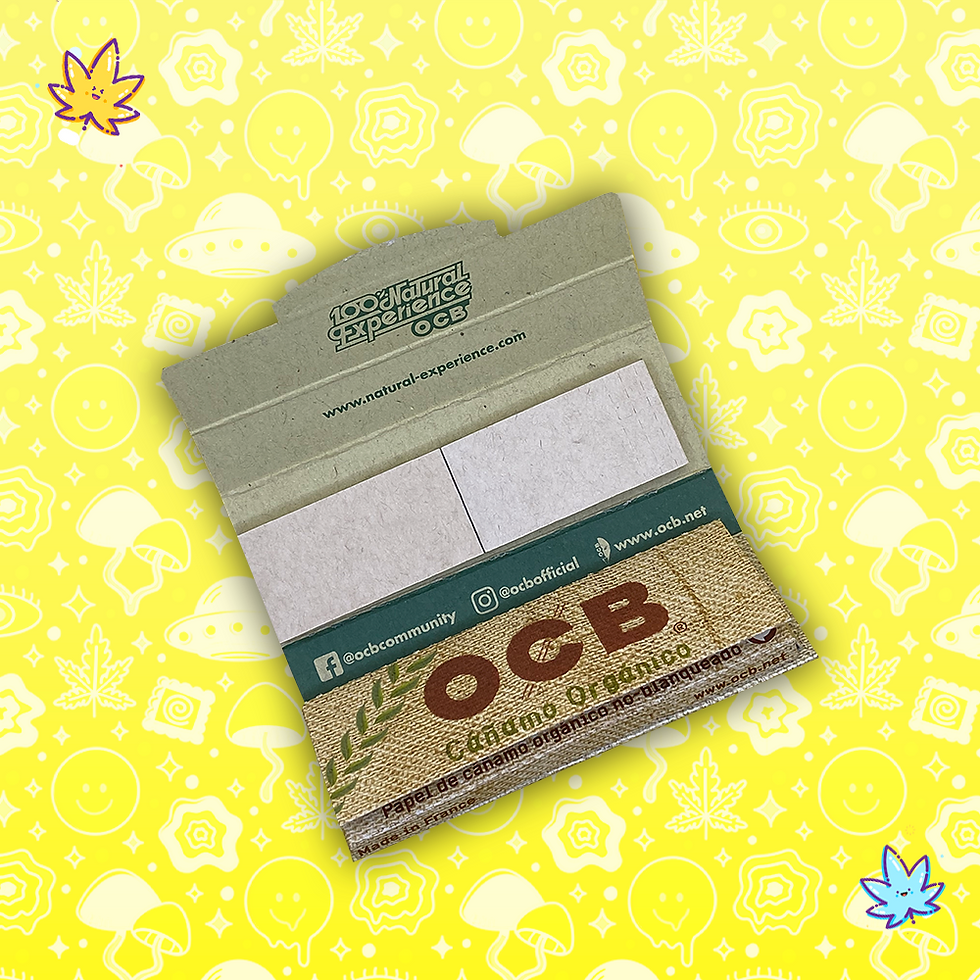 100% Natural
Experience
OCB
www.natural-experience.com
@ocbcommunity @ocbofficial www.ocb.net
OCB®
Cáñamo Orgánico
Papel de cáñamo orgánico no-blanqueado
www.ocb.net
Made in France